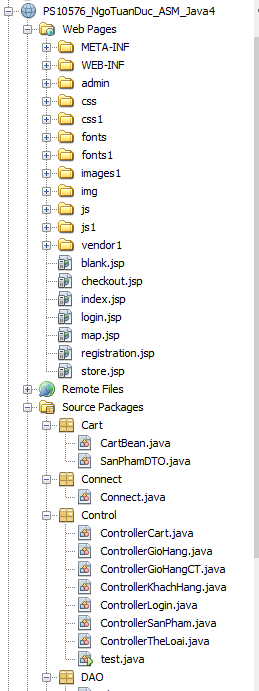 PS10576_NgoTuanDuc_ASM_Java4
Web Pages
META-INF
WEB-INF
admin
css
css1
fonts
fonts1
images1
img
js
js1
vendor1
blank.jsp
checkout.jsp
index.jsp
login.jsp
map.jsp
registration.jsp
store.jsp
Remote Files
Source Packages
Cart
CartBean.java
SanPhamDTO.java
Connect
Connect.java
Control
ControllerCart.java
ControllerGioHang.java
ControllerGioHangCT.java
ControllerKhachHang.java
ControllerLogin.java
ControllerSanPham.java
ControllerTheLoai.java
test.java
DAO